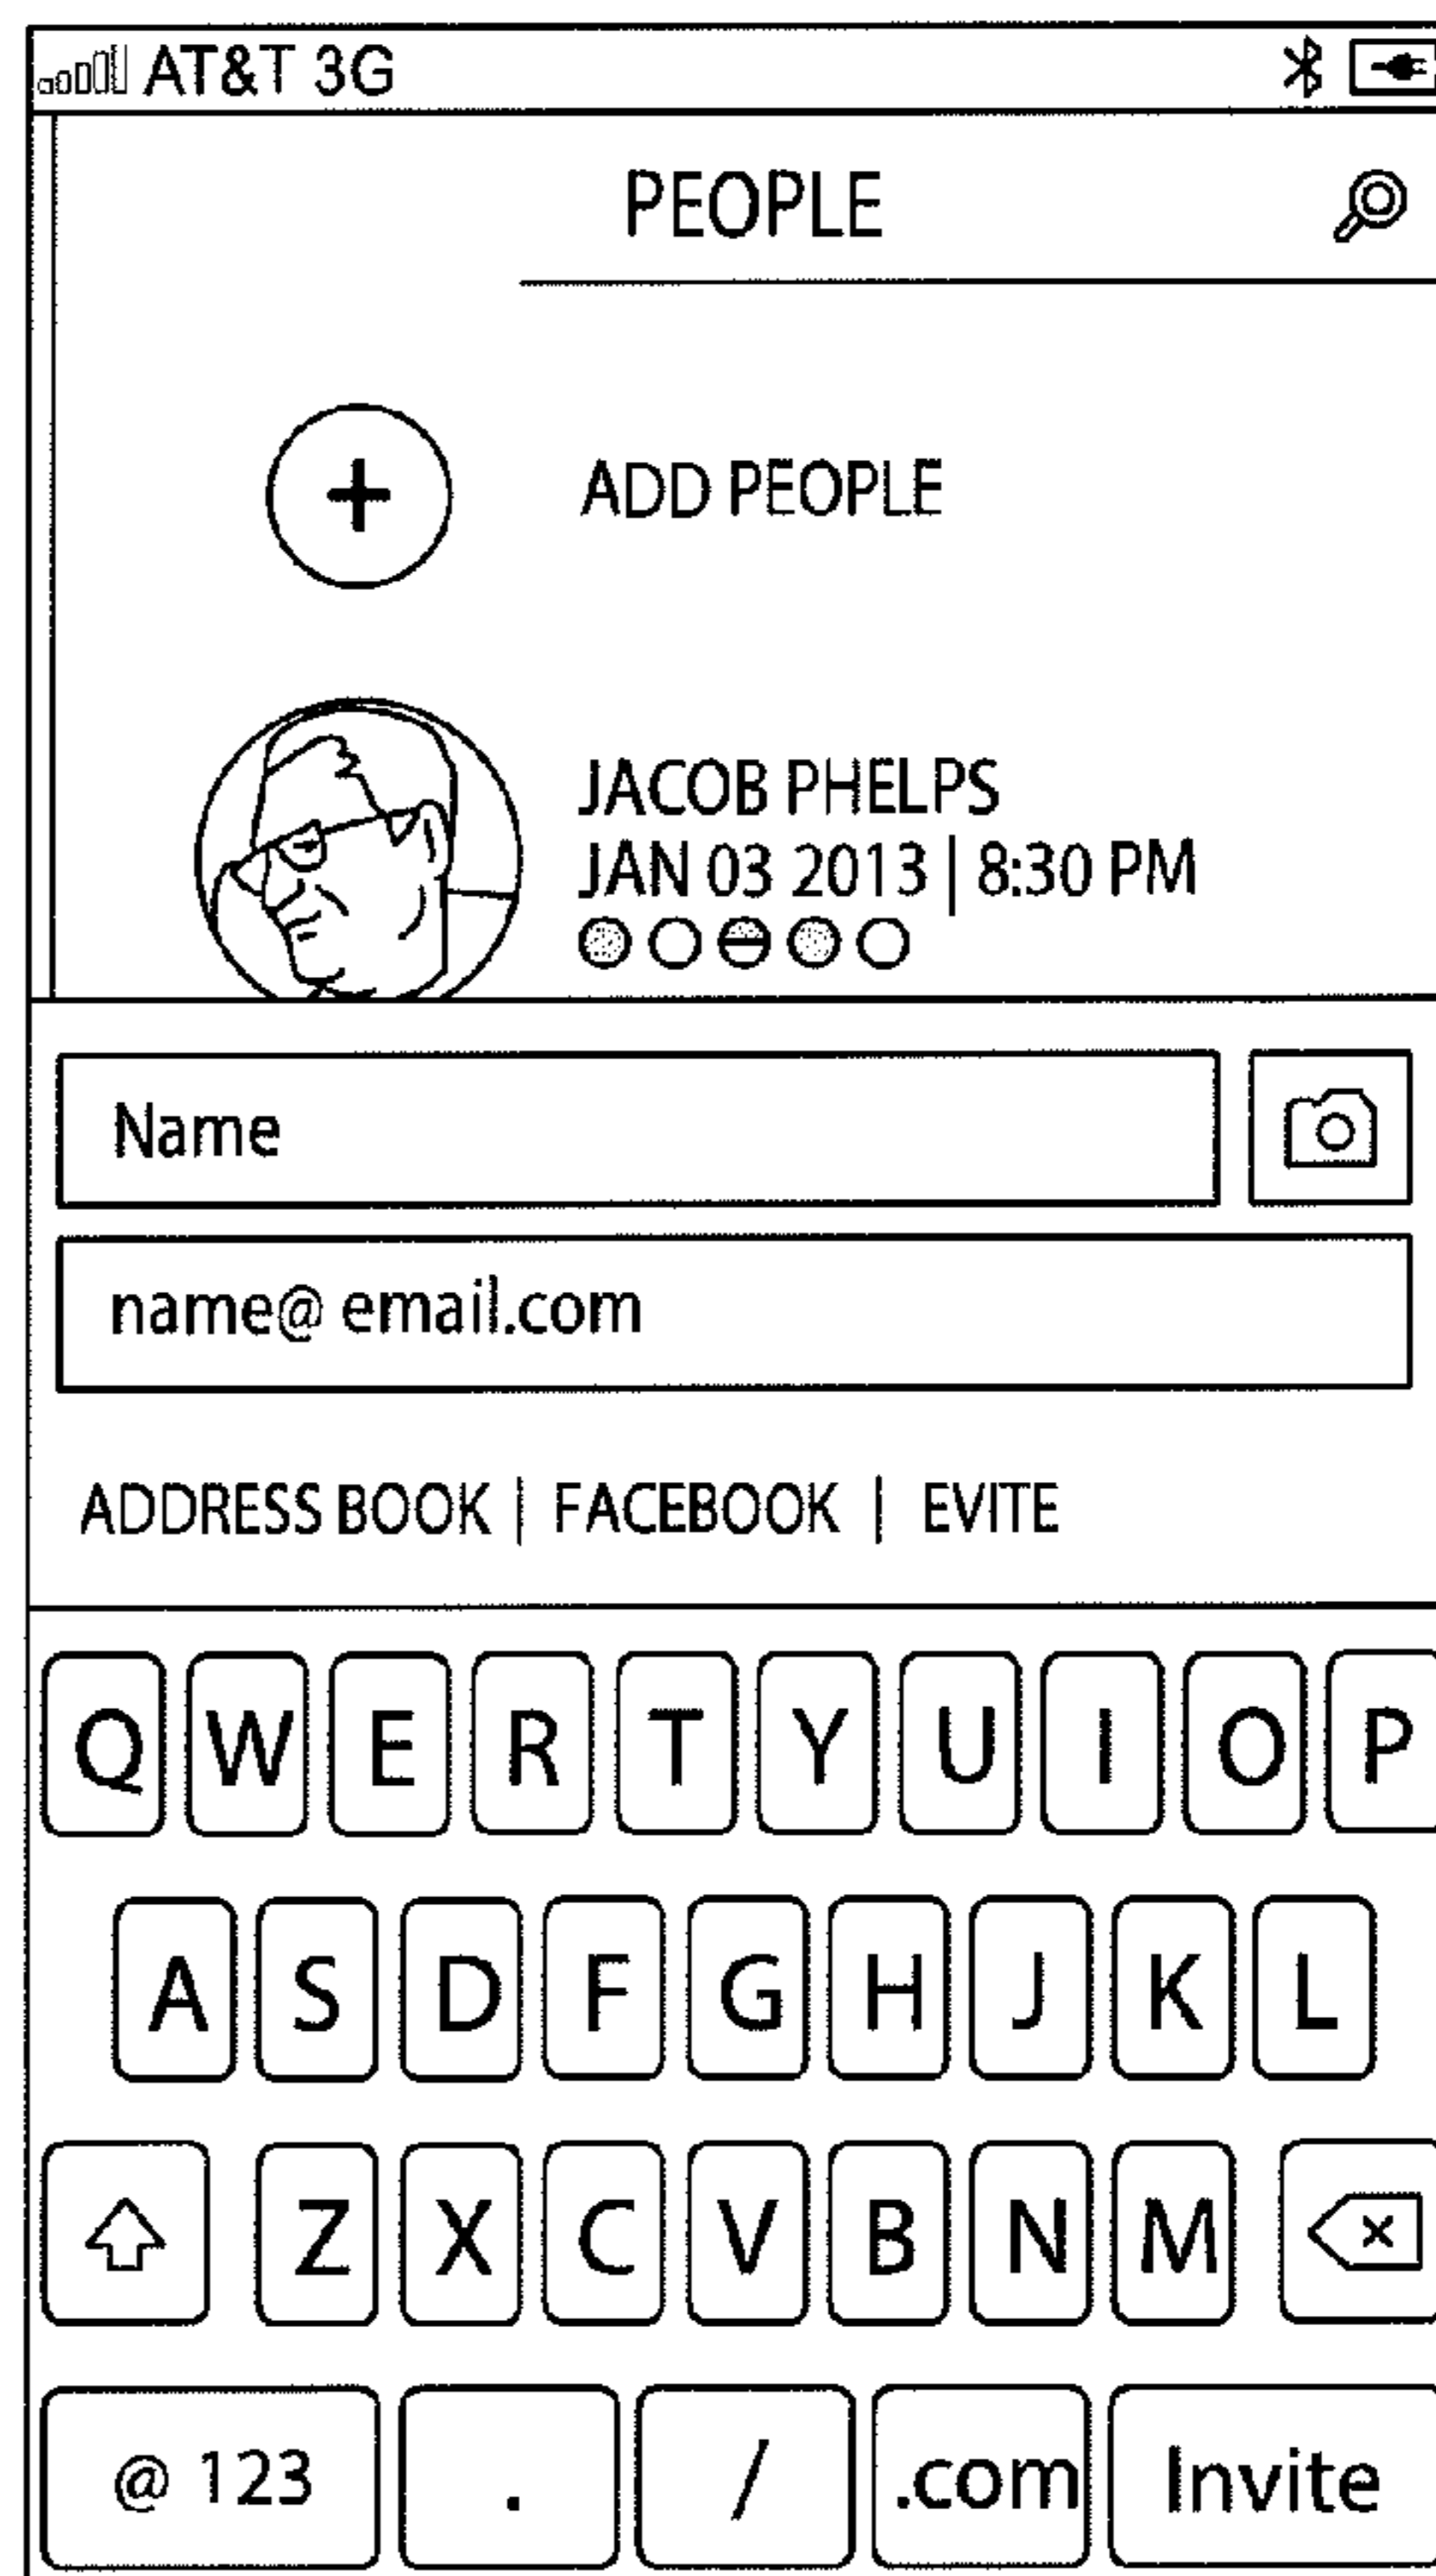 AT&T 3G
PEOPLE
ADD PEOPLE
JACOB PHELPS
JAN 03 2013 | 8:30 PM
Name
name@ email.com
ADDRESS BOOK | FACEBOOK | EVITE
Q W E R T Y U I O P
A S D F G H J K L
Z X C V B N M
@ 123 . / .com Invite